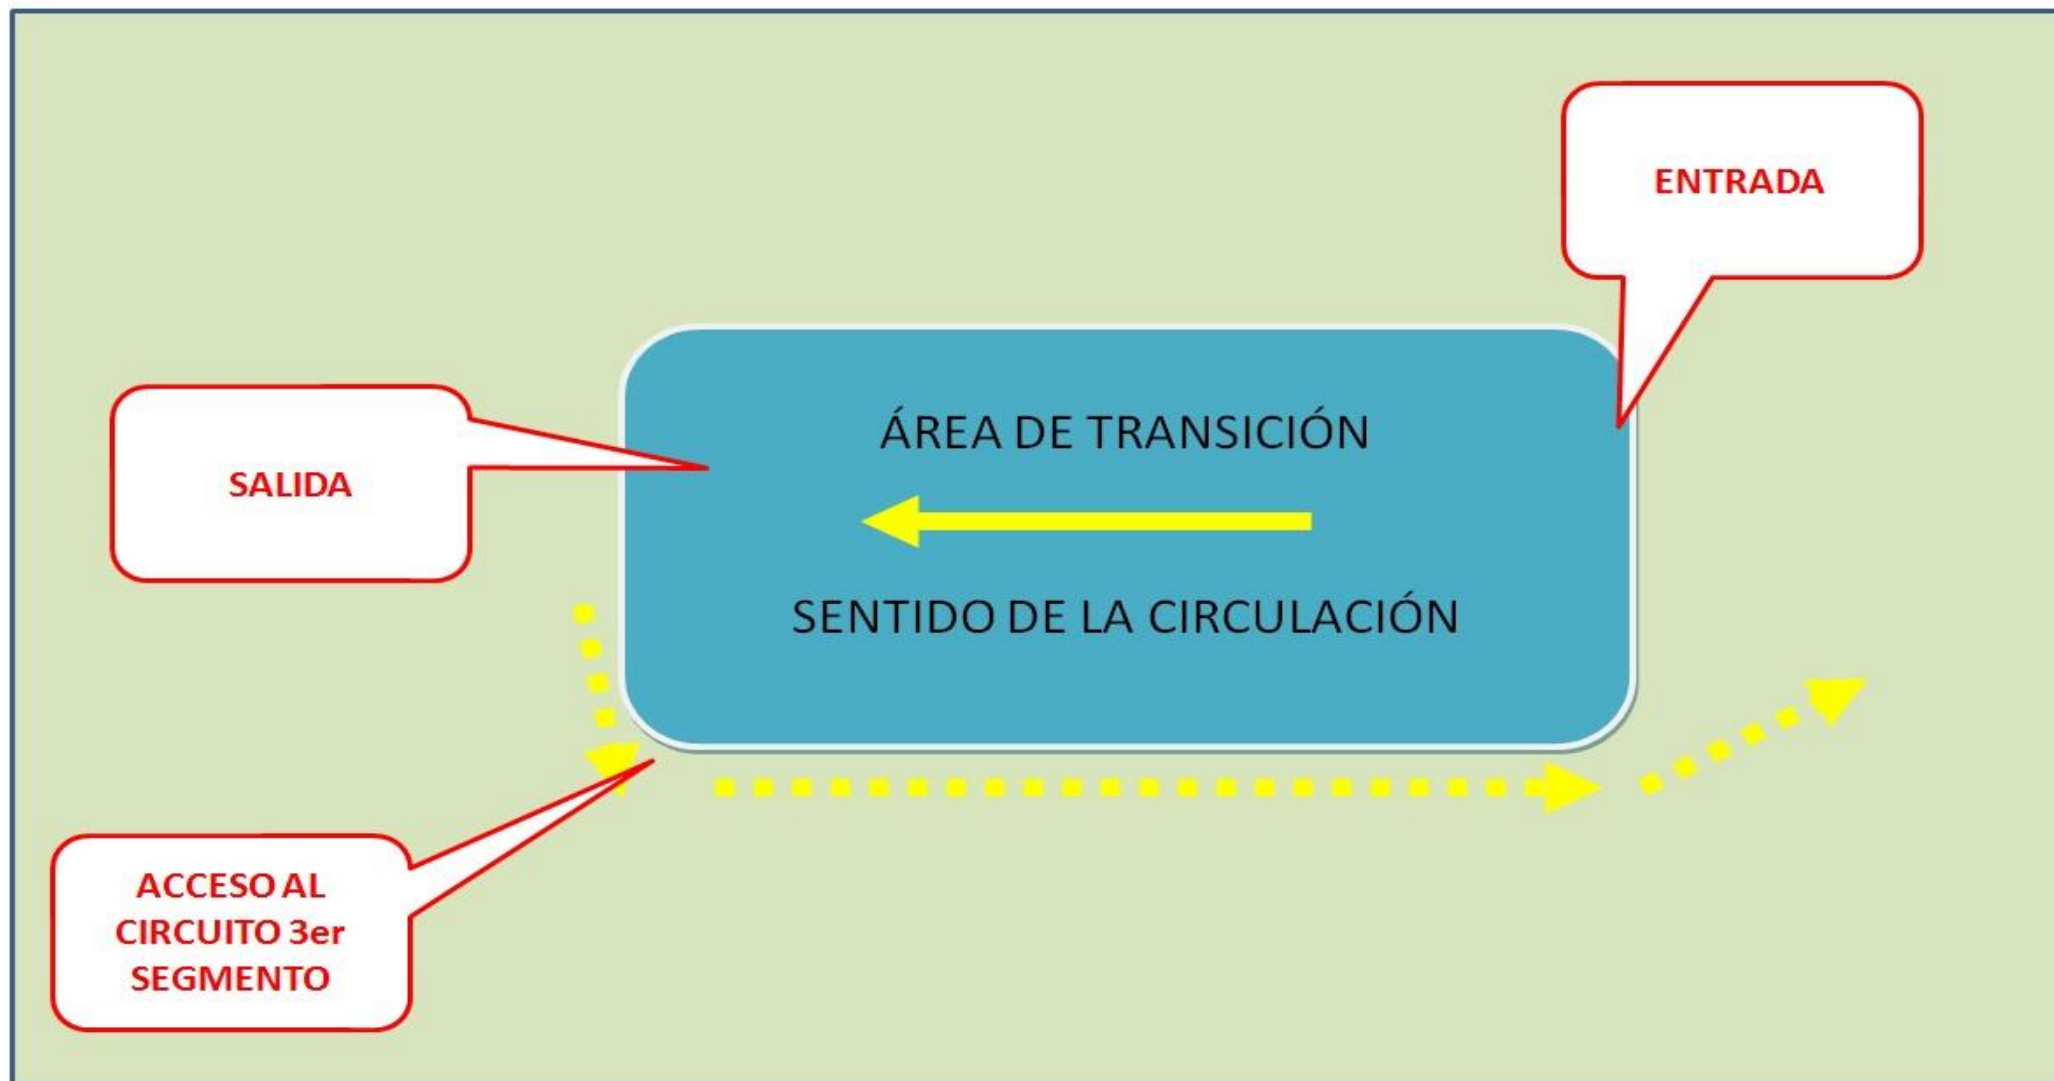 ENTRADA
ÁREA DE TRANSICIÓN
SALIDA
SENTIDO DE LA CIRCULACIÓN
ACCESO AL
CIRCUITO 3er
SEGMENTO